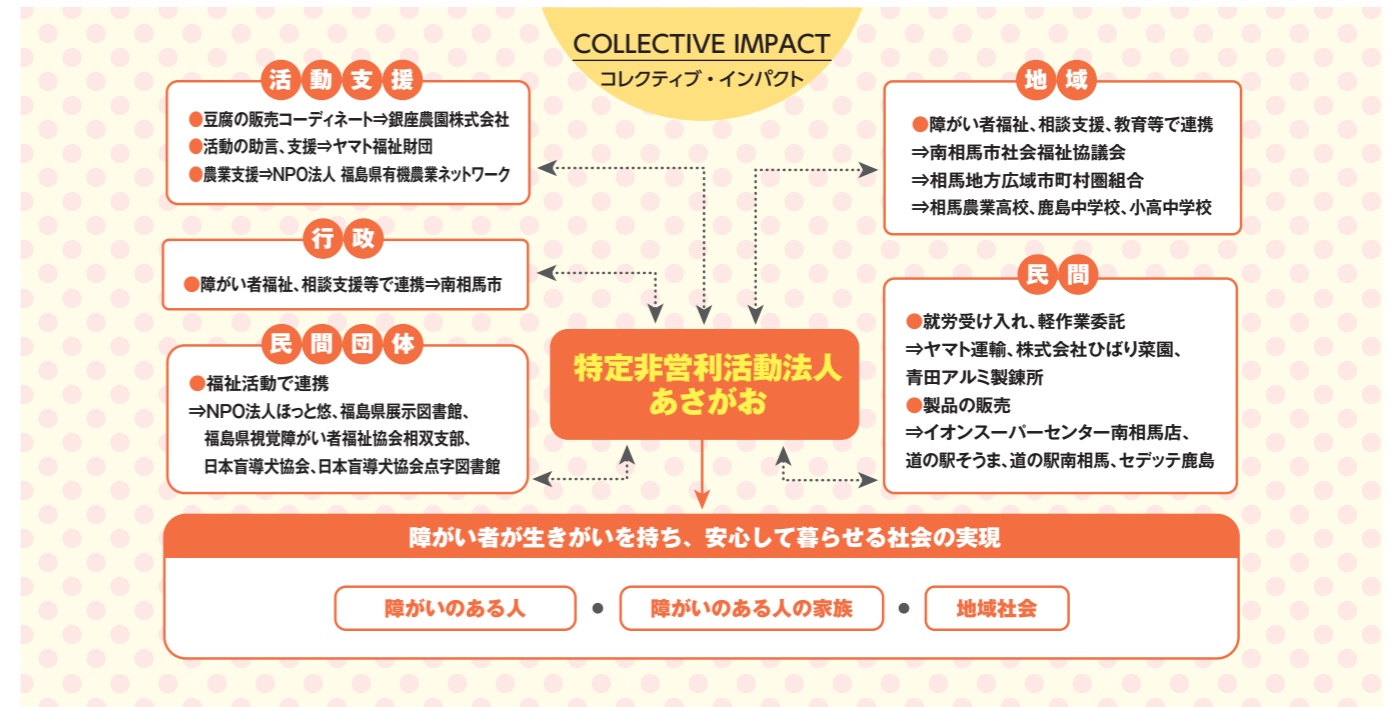 COLLECTIVE IMPACT
コレクティブ・インパクト
活動支援
●豆腐の販売コーディネート⇒銀座農園株式会社
●活動の助言、支援⇒ヤマト福祉財団
●農業支援⇒NPO法人 福島県有機農業ネットワーク
行政
●障がい者福祉、相談支援等で連携⇒南相馬市
民間団体
●福祉活動で連携
⇒NPO法人ほっと悠、福島県展示図書館、
福島県視覚障がい者福祉協会相双支部、
日本盲導犬協会、日本盲導犬協会点字図書館
地域
●障がい者福祉、相談支援、教育等で連携
⇒南相馬市社会福祉協議会
⇒相馬地方広域市町村圏組合
⇒相馬農業高校、鹿島中学校、小高中学校
民間
●就労受け入れ、軽作業委託
⇒ヤマト運輸、株式会社ひばり菜園、
青田アルミ製錬所
●製品の販売
⇒イオンスーパーセンター南相馬店、
道の駅そうま、道の駅南相馬、セデッテ鹿島
特定非営利活動法人
あさがお
障がい者が生きがいを持ち、安心して暮らせる社会の実現
障がいのある人 ● 障がいのある人の家族 ● 地域社会